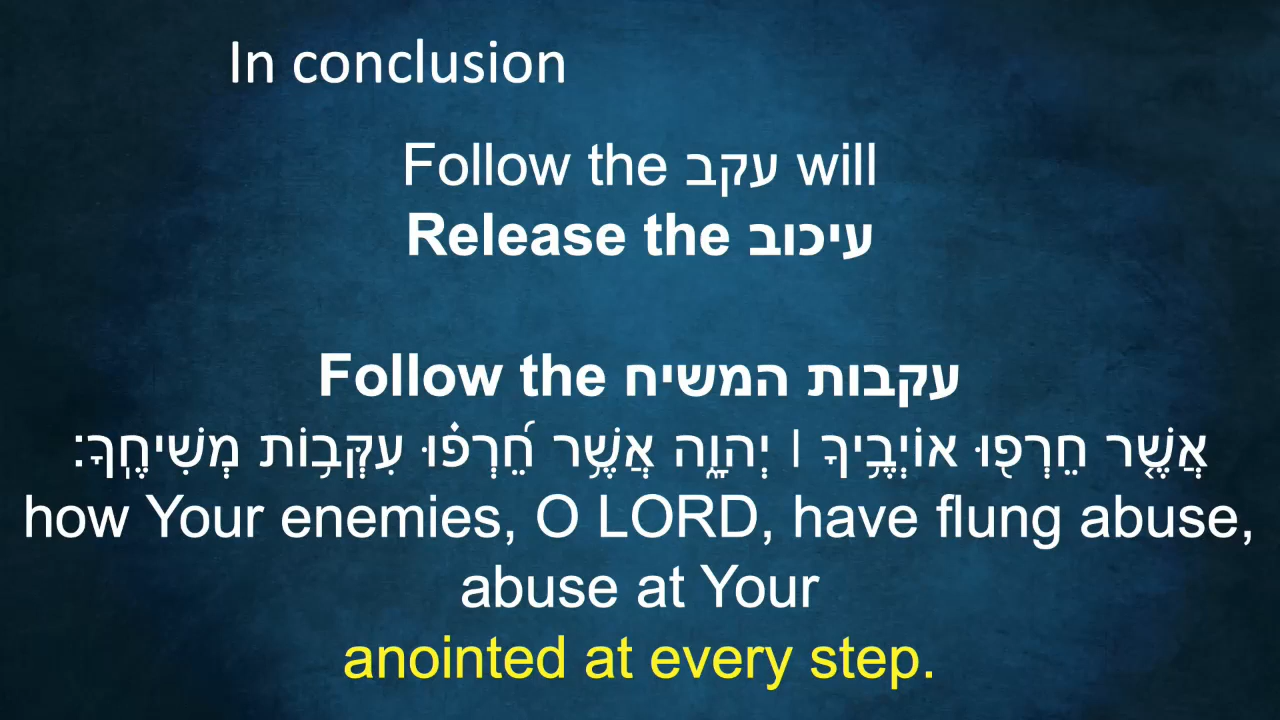 In conclusion
Follow the עקב will
Release the עיכוב
Follow the עקבות המשיח
אֲשֶׁ֤ר חֵרְפ֖וּ אוֹיְבֶ֥יךָ ׀ יְהוָ֑ה אֲשֶׁ֥ר חֵ֝רְפ֗וּ עִקְּב֥וֹת מְשִׁיחֶֽךָ׃
how Your enemies, O LORD, have flung abuse,
abuse at Your
anointed at every step.